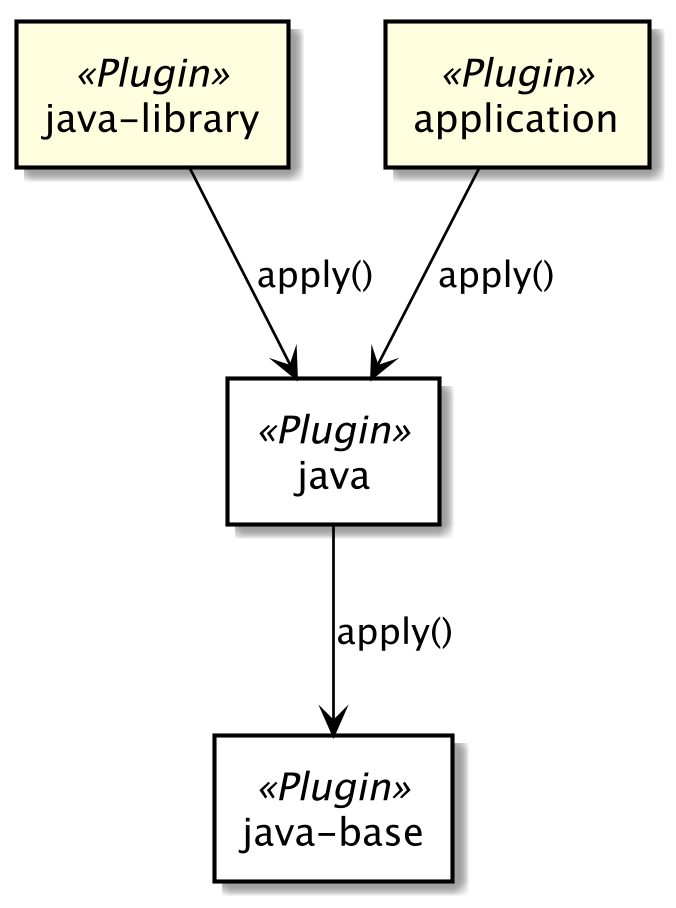 «Plugin»
java-library
«Plugin»
application
apply()
apply()
«Plugin»
java
apply()
«Plugin»
java-base